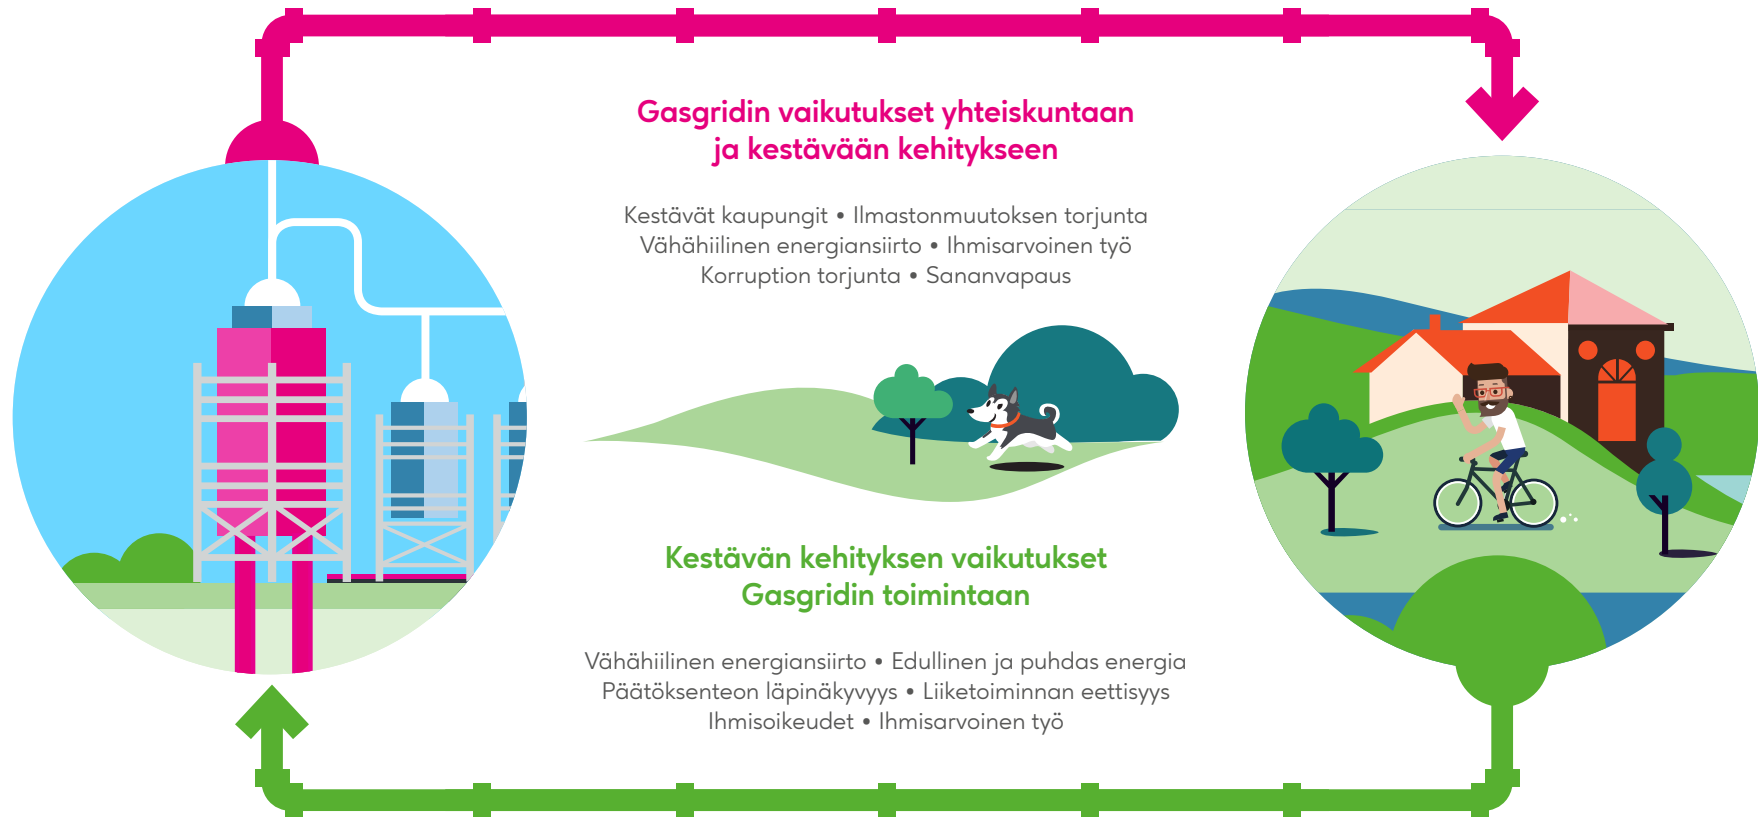 Gasgridin vaikutukset yhteiskuntaan
ja kestävään kehitykseen
Kestävät kaupungit • Ilmastonmuutoksen torjunta
Vähähiilinen energiansiirto • Ihmisarvoinen työ
Korruption torjunta • Sananvapaus
Kestävän kehityksen vaikutukset
Gasgridin toimintaan
Vähähiilinen energiansiirto • Edullinen ja puhdas energia
Päätöksenteon läpinäkyvyys • Liiketoiminnan eettisyys
Ihmisoikeudet • Ihmisarvoinen työ